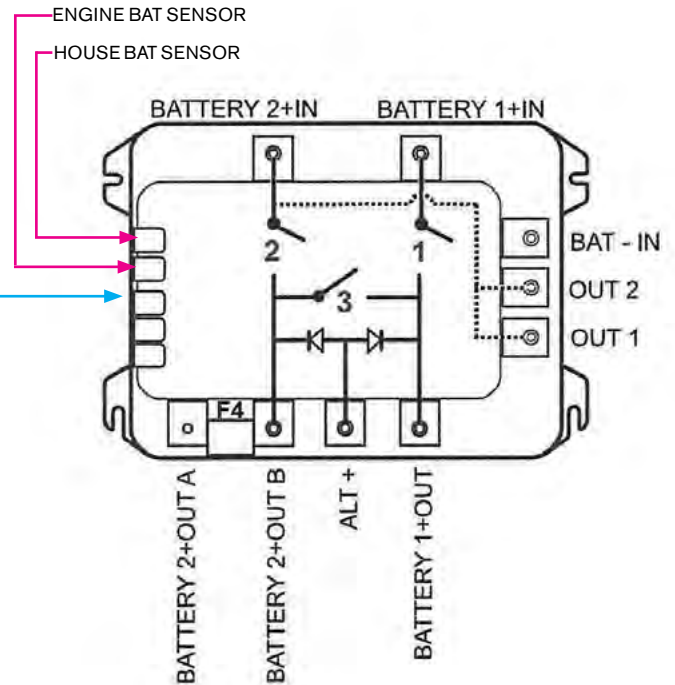 ENGINE BAT SENSOR
HOUSE BAT SENSOR
BATTERY 2+IN
BATTERY 1+IN
2
1
BAT - IN
3
OUT 2
OUT 1
F4
BATTERY 2+OUT A
BATTERY 2+OUT B
ALT +
BATTERY 1+OUT